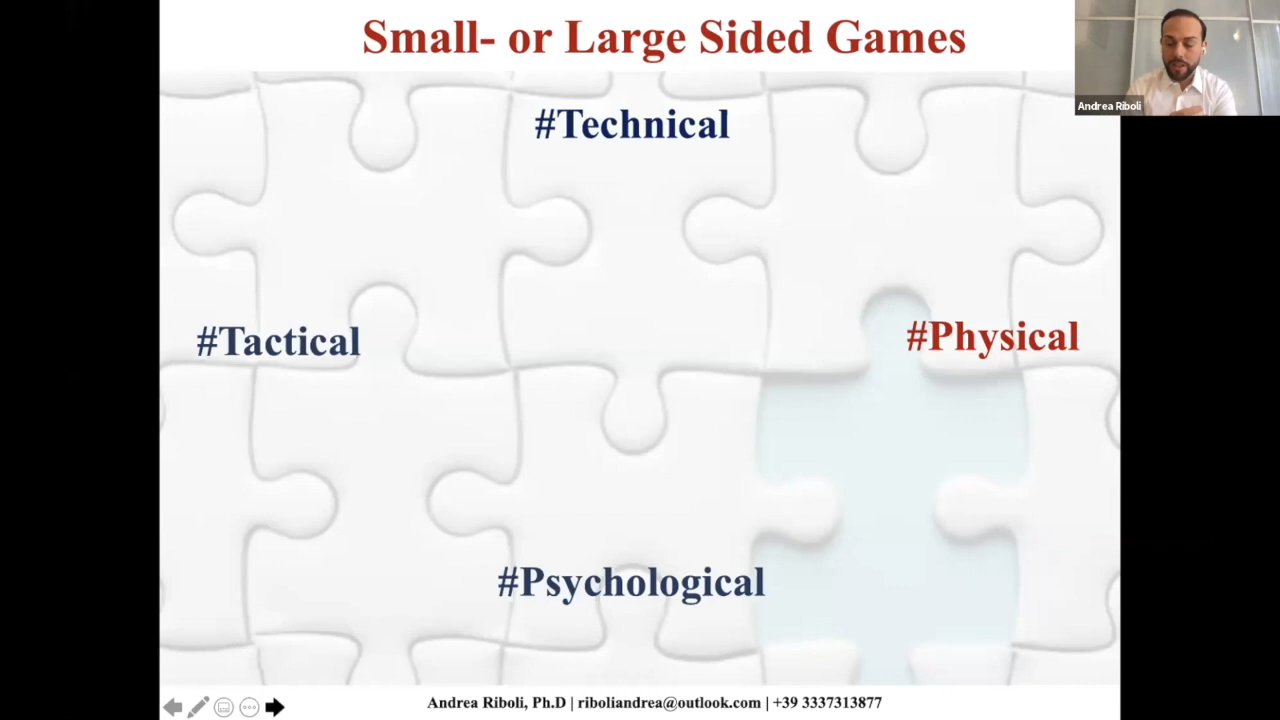 Small- or Large Sided Games
Andrea Riboli
#Technical
#Tactical
#Physical
#Psychological
Andrea Riboli, Ph.D | riboliandrea@outlook.com | +39 3337313877